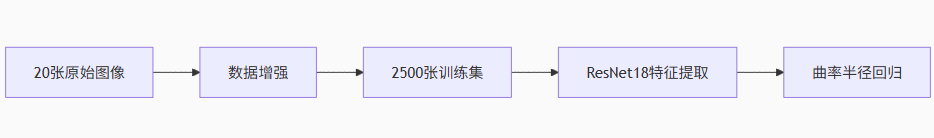 20张原始图像
数据增强
2500张训练集
ResNet18特征提取
曲率半径回归